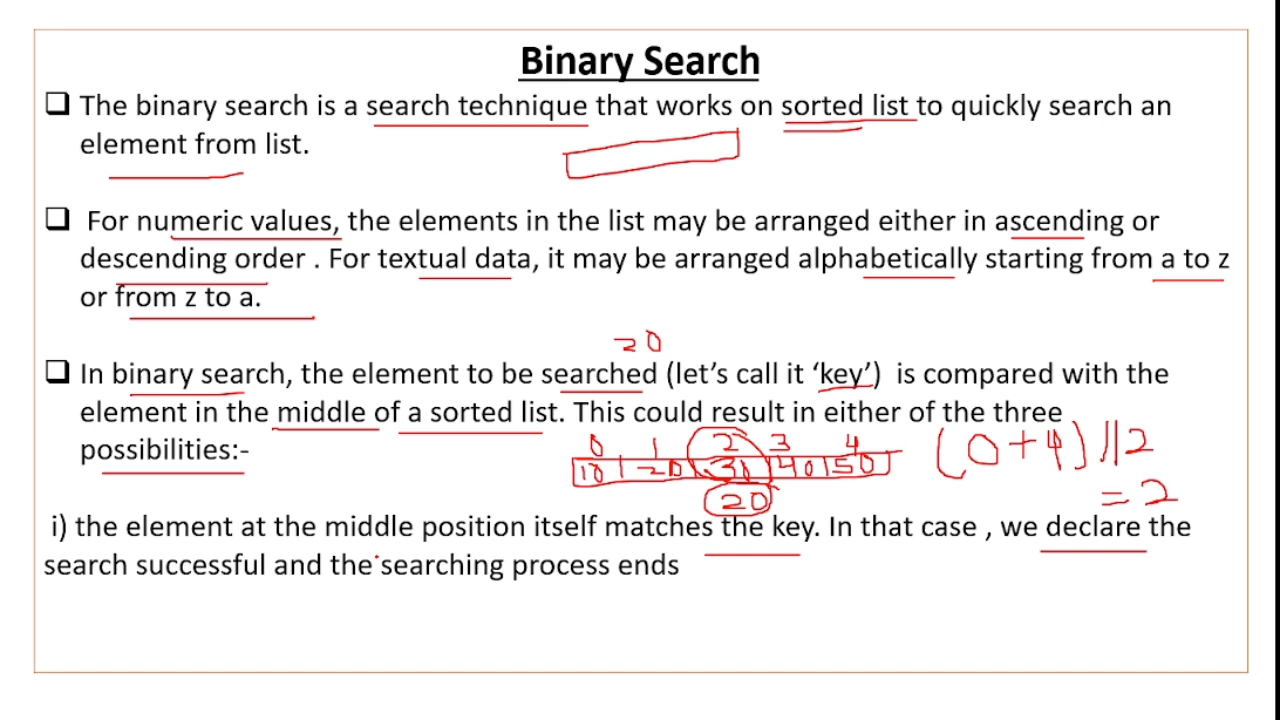 Binary Search
❑ The binary search is a search technique that works on sorted list to quickly search an
element from list.
❑ For numeric values, the elements in the list may be arranged either in ascending or
descending order . For textual data, it may be arranged alphabetically starting from a to z
or from z to a.
20
❑ In binary search, the element to be searched (let's call it 'key') is compared with the
element in the middle of a sorted list. This could result in either of the three
possibilities:-
0 1 2 3 4 (0+4)//2
10 20 30 40 50
20 = 2
i) the element at the middle position itself matches the key. In that case , we declare the
search successful and the searching process ends